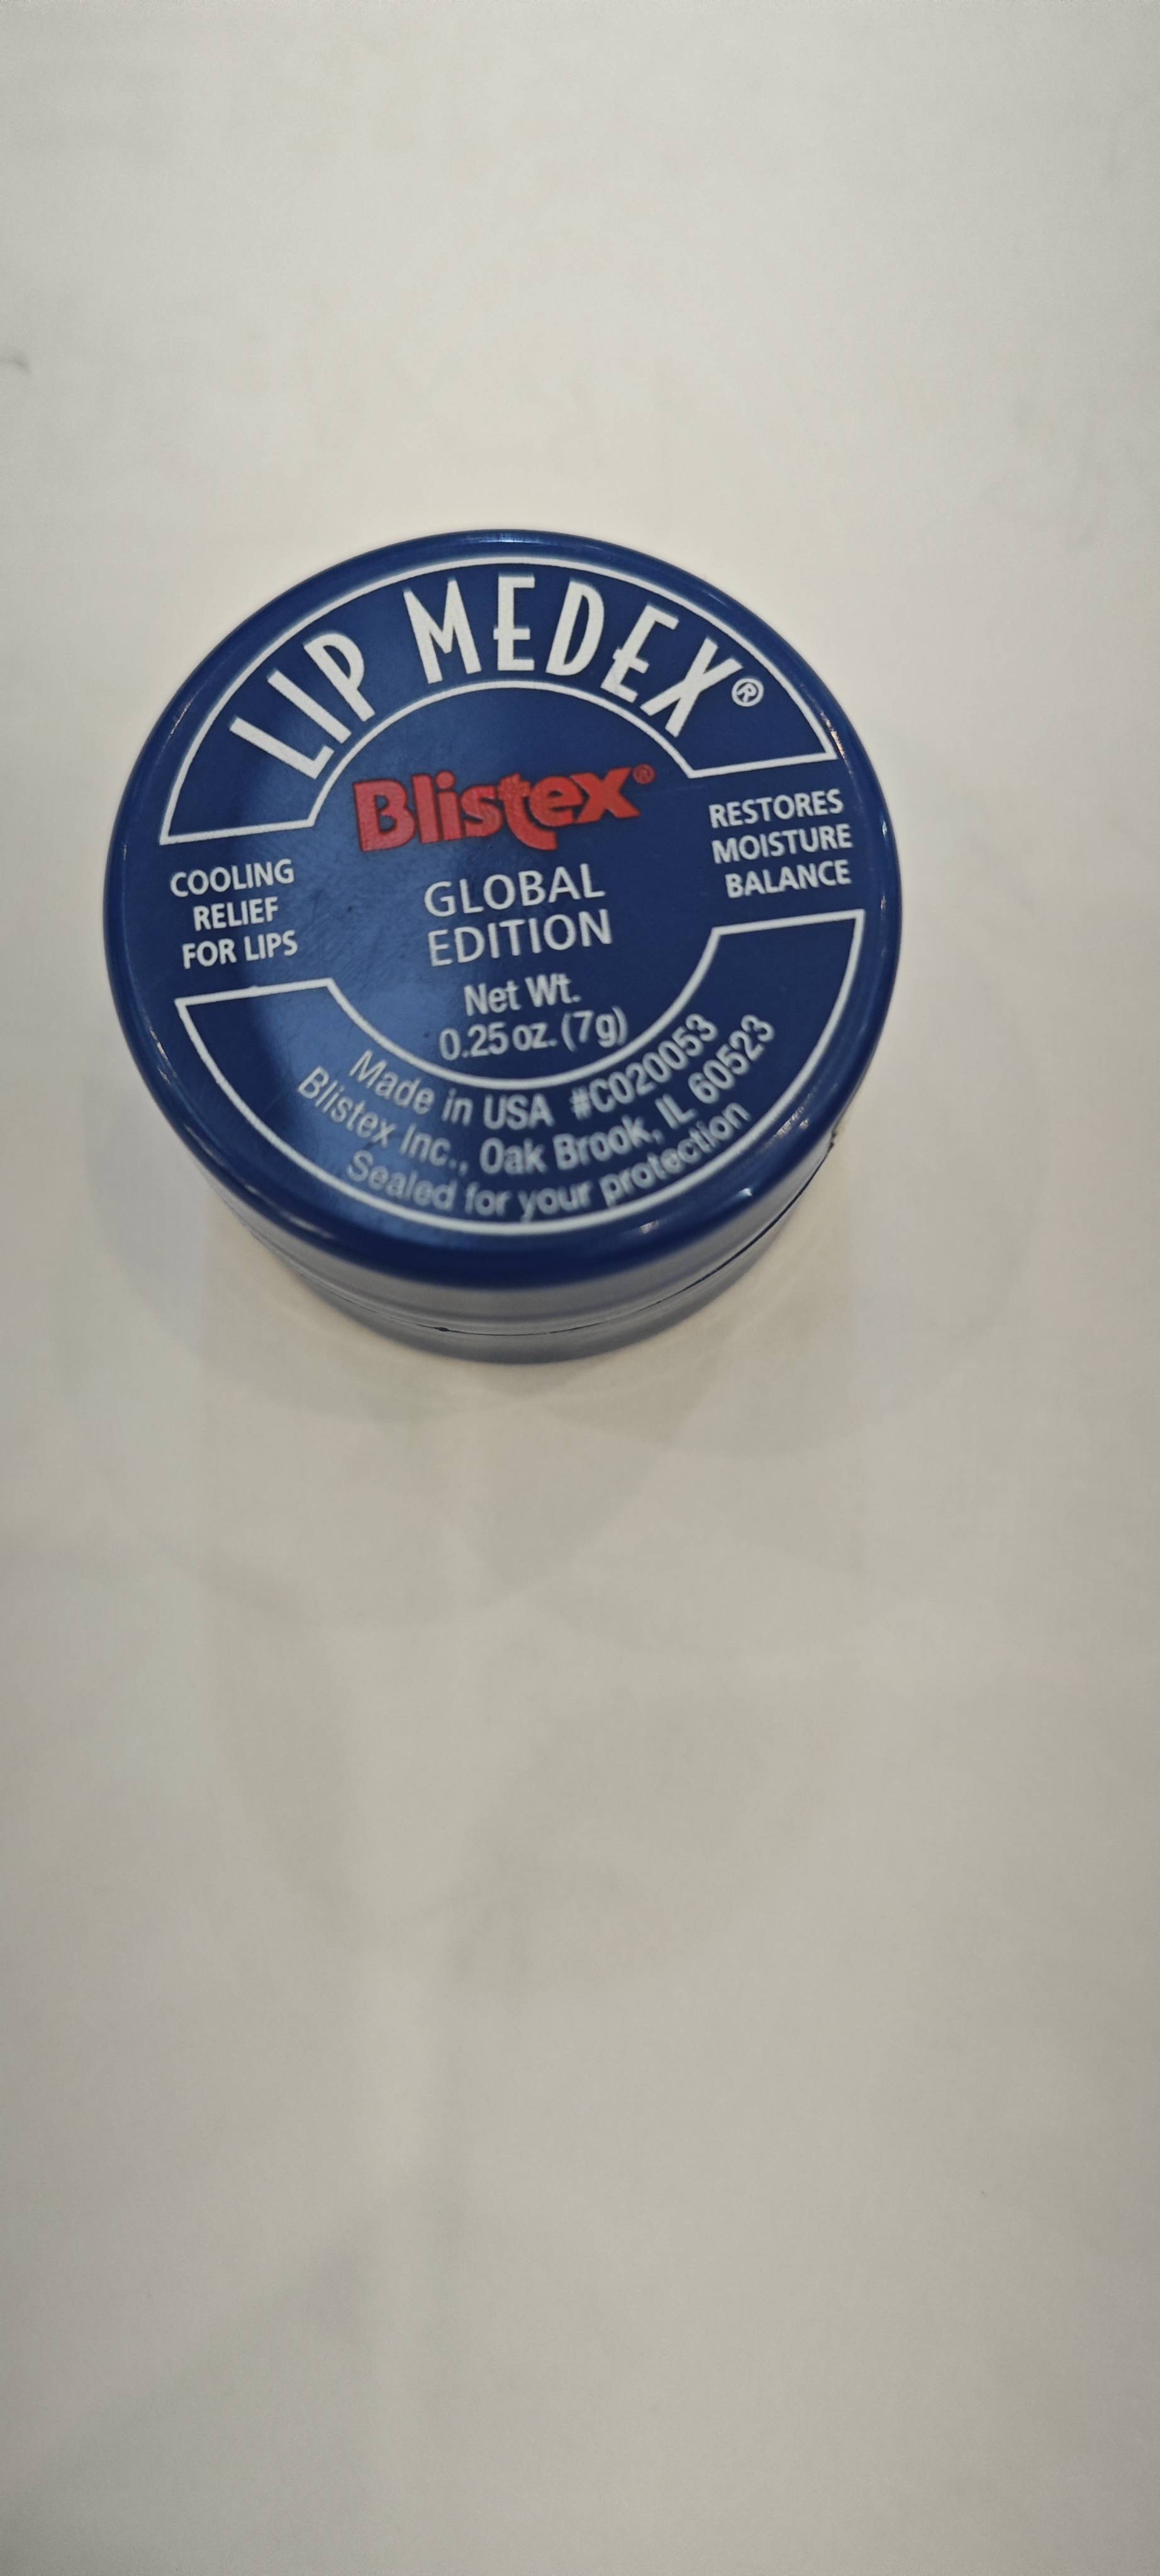 LIP MEDEX®
Blistex®
COOLING
RELIEF
FOR LIPS
GLOBAL
EDITION
RESTORES
MOISTURE
BALANCE
Net Wt.
0.25 oz. (7g)
Made in USA #C020053
Blistex Inc., Oak Brook, IL 60523
Sealed for your protection